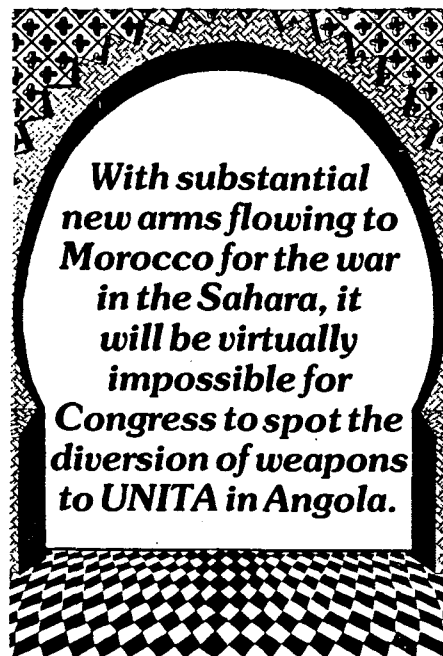 With substantial
new arms flowing to
Morocco for the war
in the Sahara, it
will be virtually
impossible for
Congress to spot the
diversion of weapons
to UNITA in Angola.